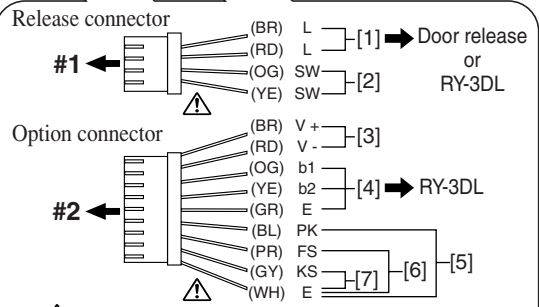 Release connector
(BR) L
(RD) L
[1] Door release
or
RY-3DL
#1
(OG) SW
(YE) SW
[2]
Option connector
(BR) V +
(RD) V -
[3]
(OG) b1
(YE) b2
(GR) E
[4] RY-3DL
#2
(BL) PK
(PR) FS
(GY) KS
(WH) E
[7] [6] [5]